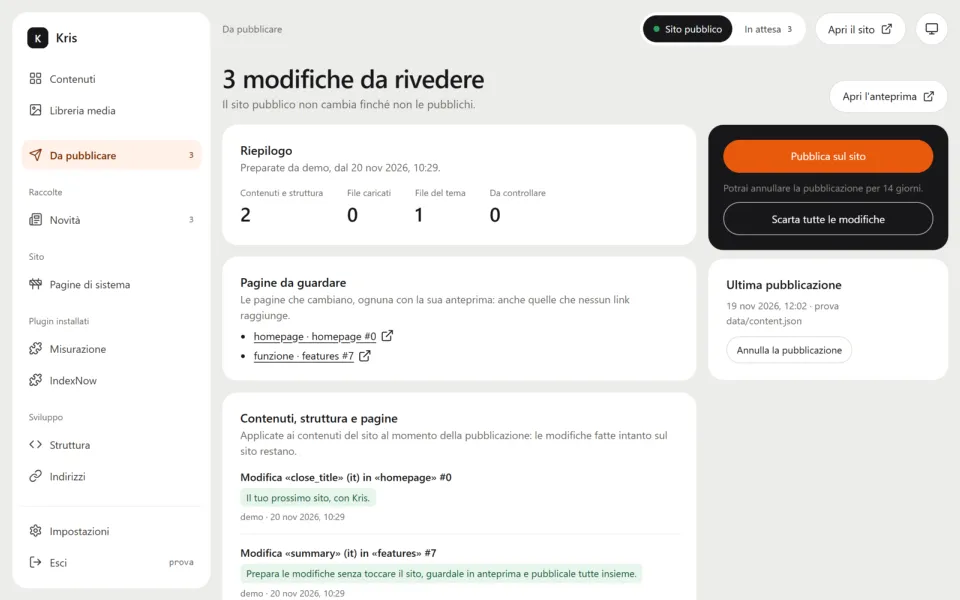 K Kris
Contenuti
Libreria media
Da pubblicare 3
Raccolte
Novità 3
Sito
Pagine di sistema
Plugin installati
Misurazione
IndexNow
Sviluppo
Struttura
Indirizzi
Impostazioni
Esci prova
Da pubblicare
Sito pubblico
In attesa 3
Apri il sito
3 modifiche da rivedere
Il sito pubblico non cambia finché non le pubblichi.
Apri l'anteprima
Riepilogo
Preparate da demo, dal 20 nov 2026, 10:29.
Contenuti e struttura
2
File caricati
0
File del tema
1
Da controllare
0
Pagine da guardare
Le pagine che cambiano, ognuna con la sua anteprima: anche quelle che nessun link
raggiunge.
homepage · homepage #0
funzione · features #7
Contenuti, struttura e pagine
Applicate ai contenuti del sito al momento della pubblicazione: le modifiche fatte intanto sul
sito restano.
Modifica «close_title» (it) in «homepage» #0
Il tuo prossimo sito, con Kris.
demo · 20 nov 2026, 10:29
Modifica «summary» (it) in «features» #7
Prepara le modifiche senza toccare il sito, guardale in anteprima e pubblicale tutte insieme.
demo · 20 nov 2026, 10:29
Pubblica sul sito
Potrai annullare la pubblicazione per 14 giorni.
Scarta tutte le modifiche
Ultima pubblicazione
19 nov 2026, 12:02 · prova
data/content.json
Annulla la pubblicazione